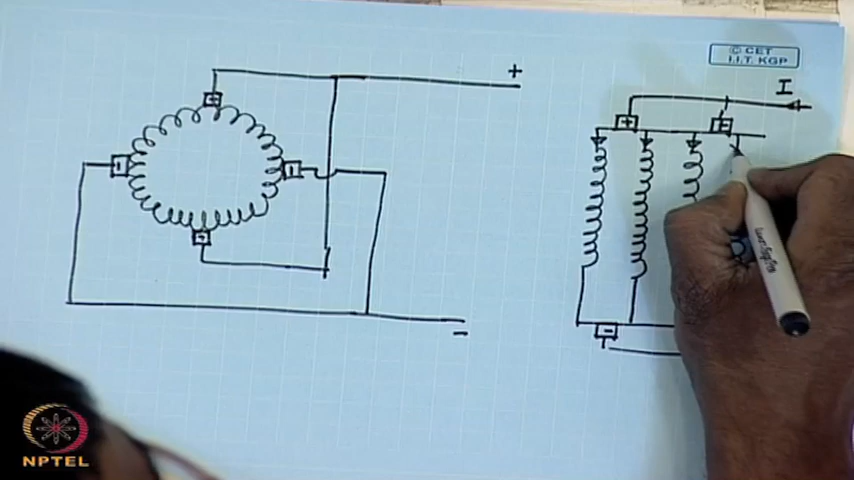 © CET
I.I.T. KGP
I
+
+
+
-
-
+
+
-
-
NPTEL